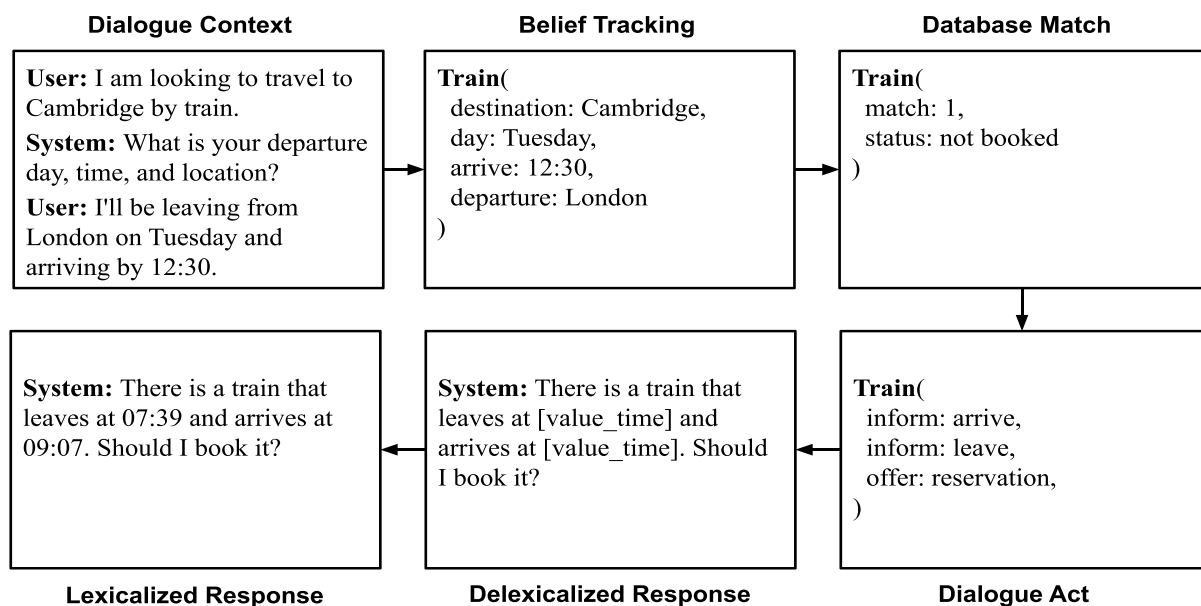 Dialogue Context
User: I am looking to travel to
Cambridge by train.
System: What is your departure
day, time, and location?
User: I'll be leaving from
London on Tuesday and
arriving by 12:30.
Belief Tracking
Train(
destination: Cambridge,
day: Tuesday,
arrive: 12:30,
departure: London
)
Database Match
Train(
match: 1,
status: not booked
)
Train(
inform: arrive,
inform: leave,
offer: reservation,
)
Dialogue Act
System: There is a train that
leaves at [value_time] and
arrives at [value_time]. Should
I book it?
Delexicalized Response
System: There is a train that
leaves at 07:39 and arrives at
09:07. Should I book it?
Lexicalized Response